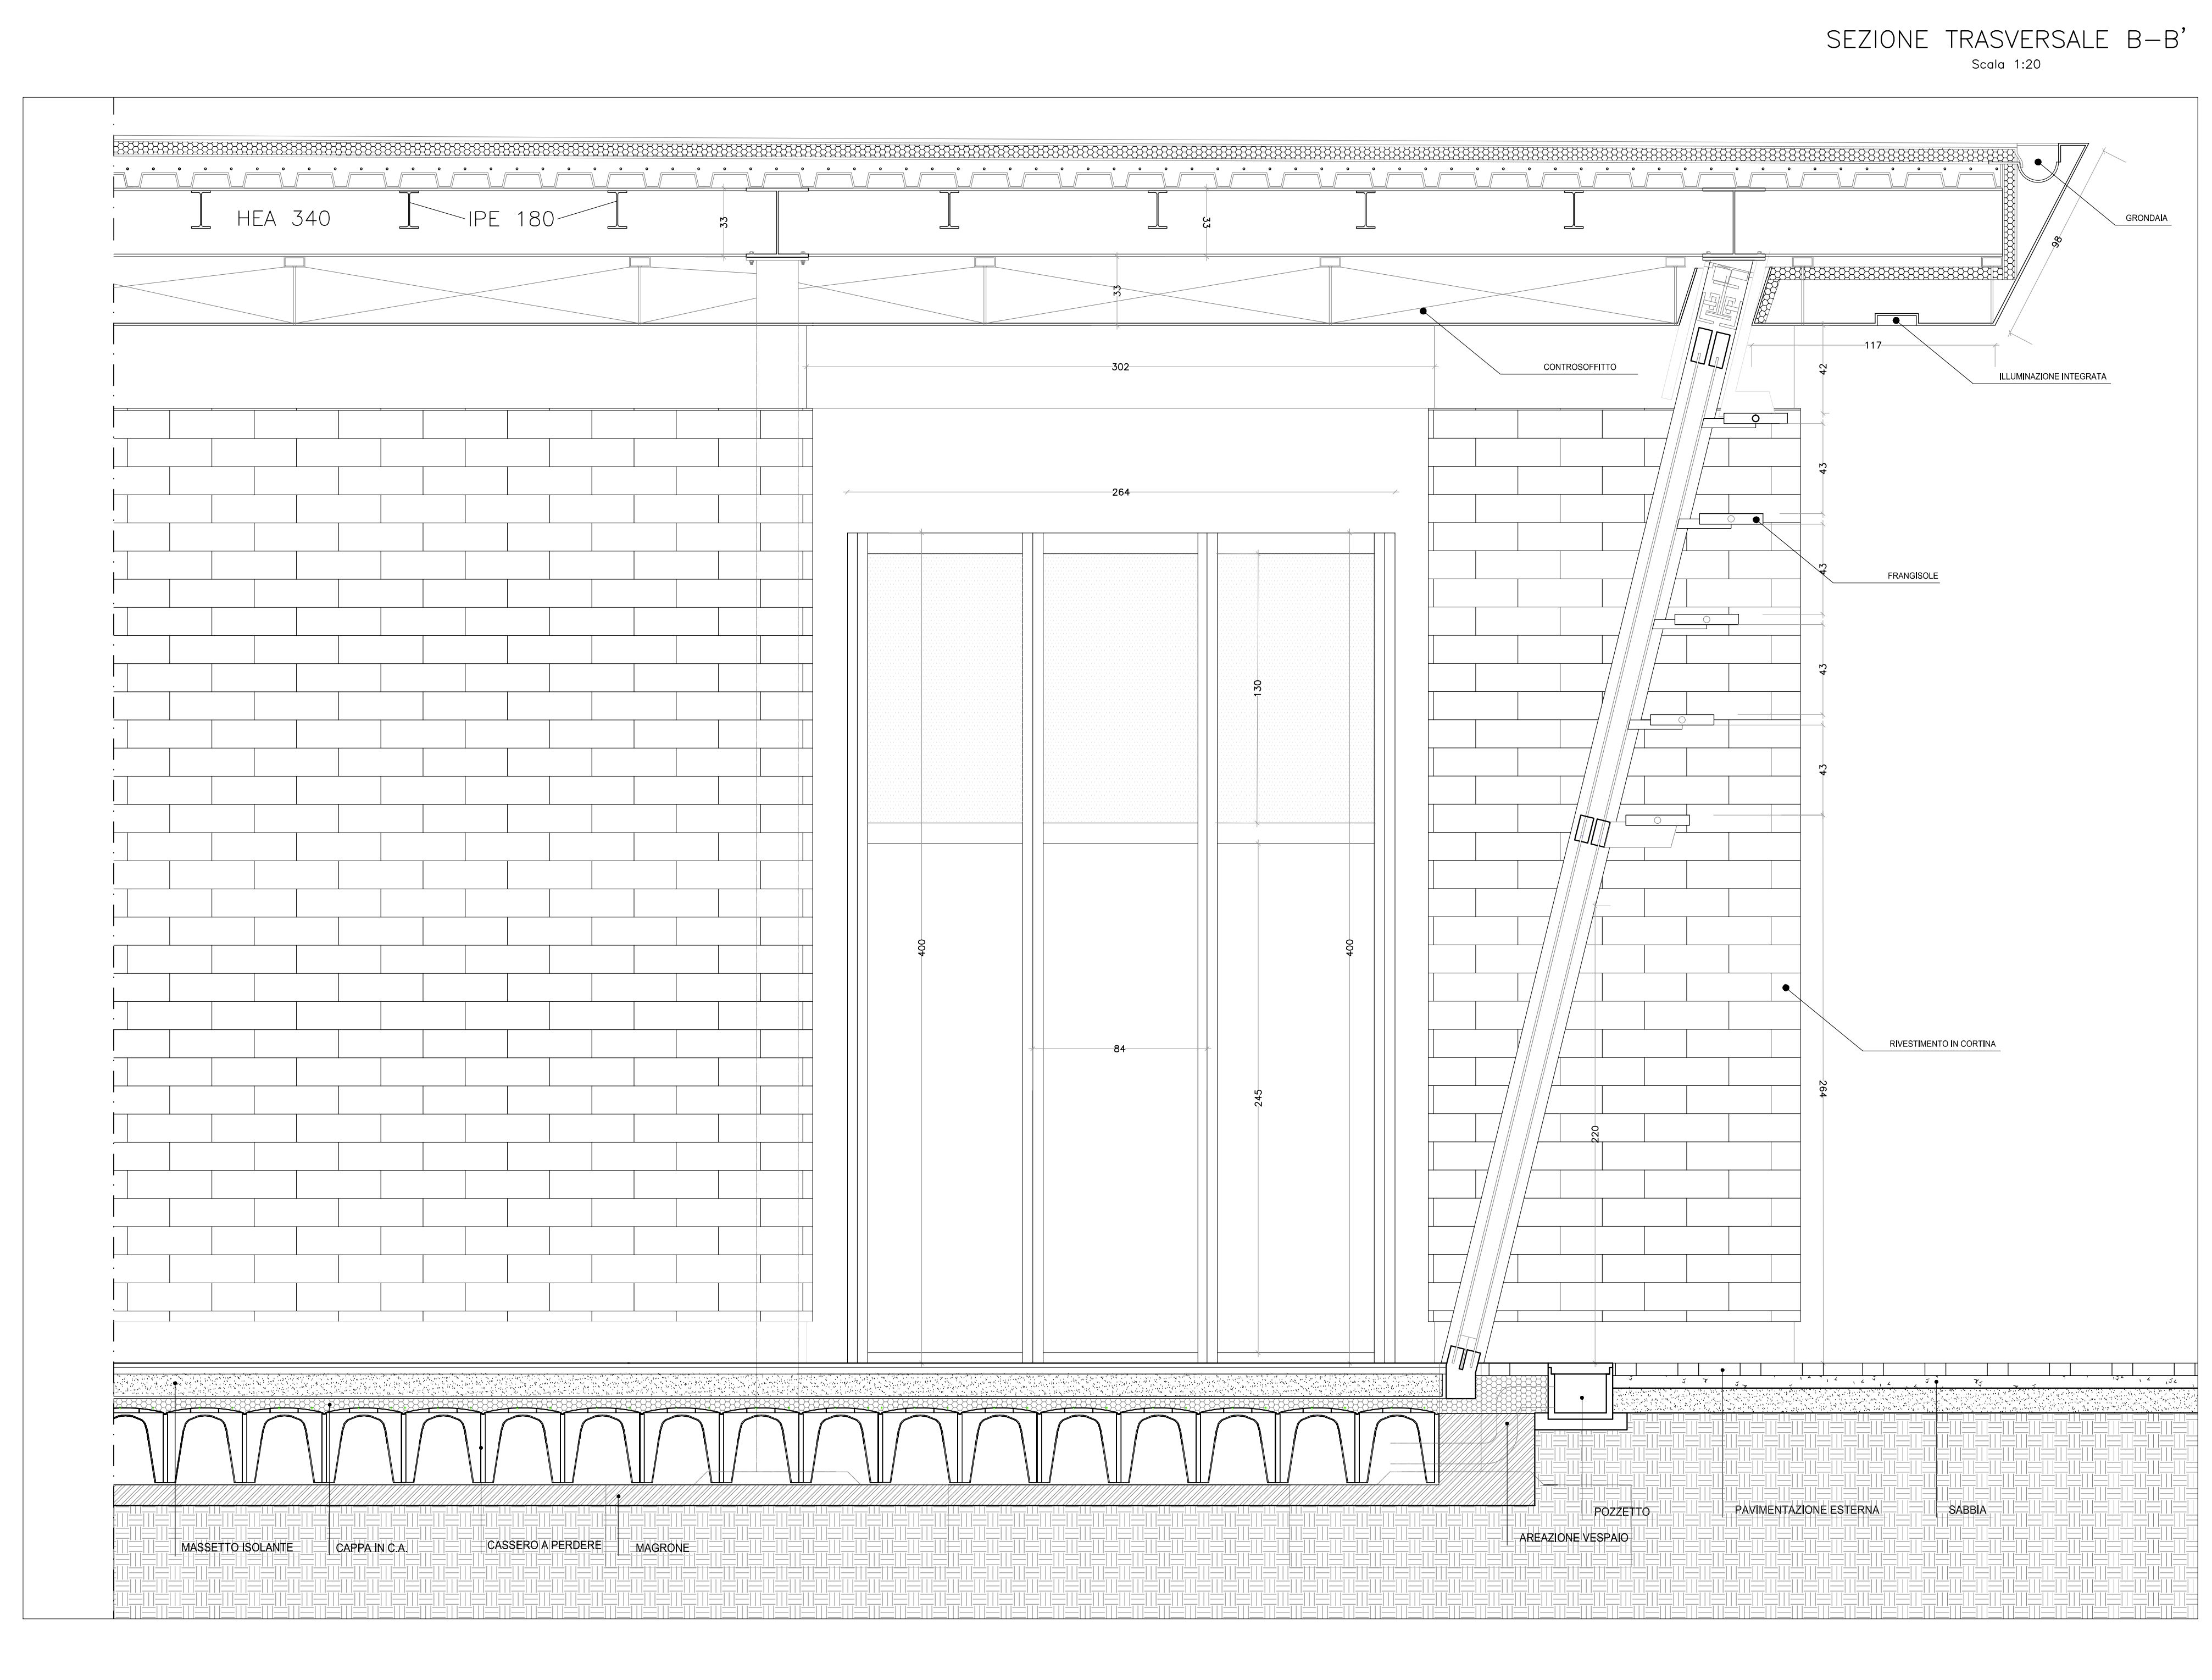 SEZIONE TRASVERSALE B-B'
Scala 1:20
HEA 340
IPE 180
33
33
33
GRONDAIA
98
117
42
302
CONTROSOFFITTO
ILLUMINAZIONE INTEGRATA
43
264
43
FRANGISOLE
130
43
43
400
400
RIVESTIMENTO IN CORTINA
84
245
264
220
POZZETTO
PAVIMENTAZIONE ESTERNA
SABBIA
AREAZIONE VESPAIO
MASSETTO ISOLANTE
CAPPA IN C.A.
CASSERO A PERDERE
MAGRONE